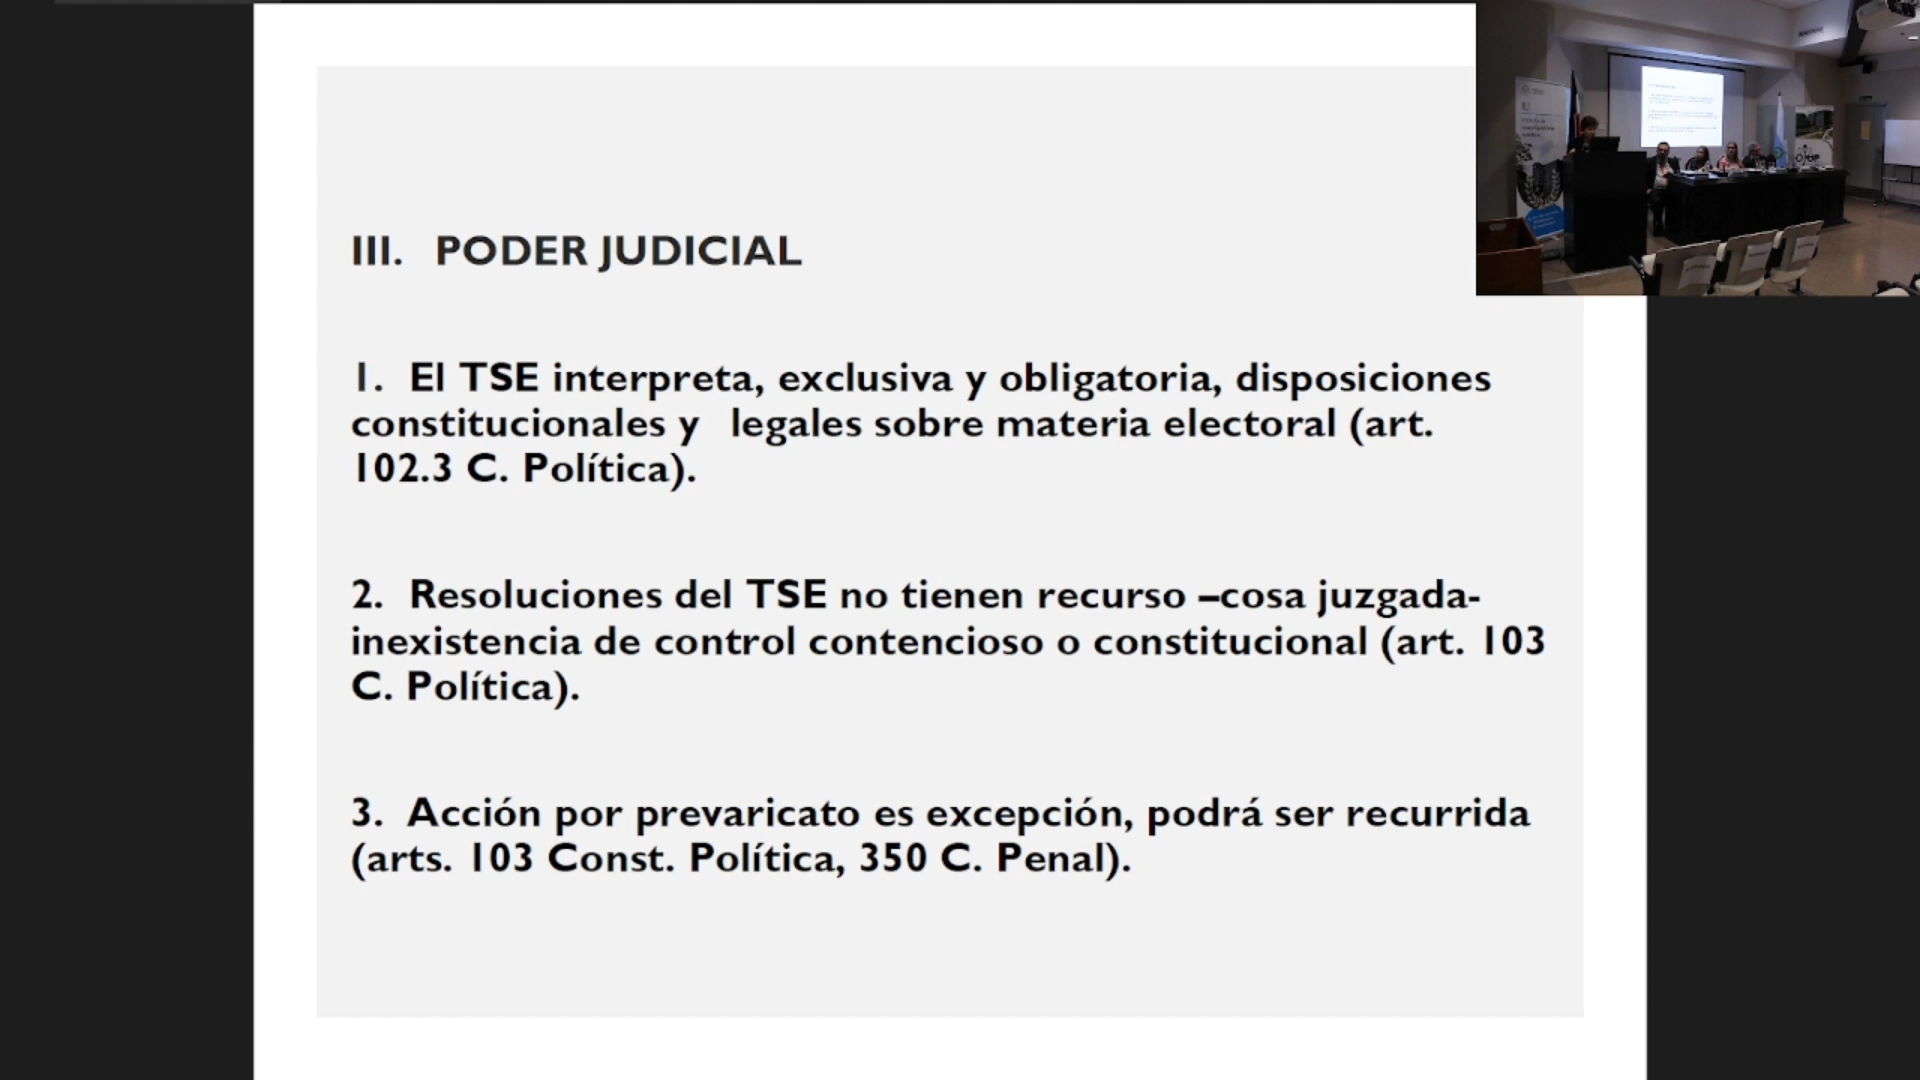 III. PODER JUDICIAL
1. El TSE interpreta, exclusiva y obligatoria, disposiciones
constitucionales y legales sobre materia electoral (art.
102.3 C. Política).
2. Resoluciones del TSE no tienen recurso –cosa juzgada-
inexistencia de control contencioso o constitucional (art. 103
C. Política).
3. Acción por prevaricato es excepción, podrá ser recurrida
(arts. 103 Const. Política, 350 C. Penal).